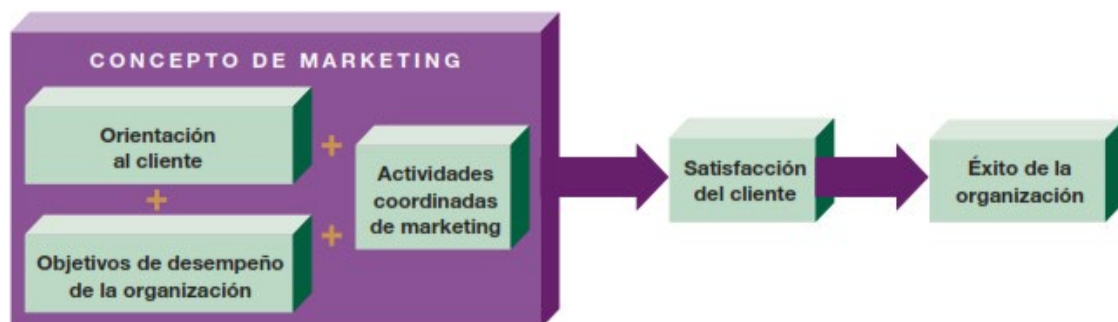 CONCEPTO DE MARKETING
Orientación
al cliente
+
+
Objetivos de desempeño
de la organización
+
Actividades
coordinadas
de marketing
Satisfacción
del cliente
Éxito de la
organización